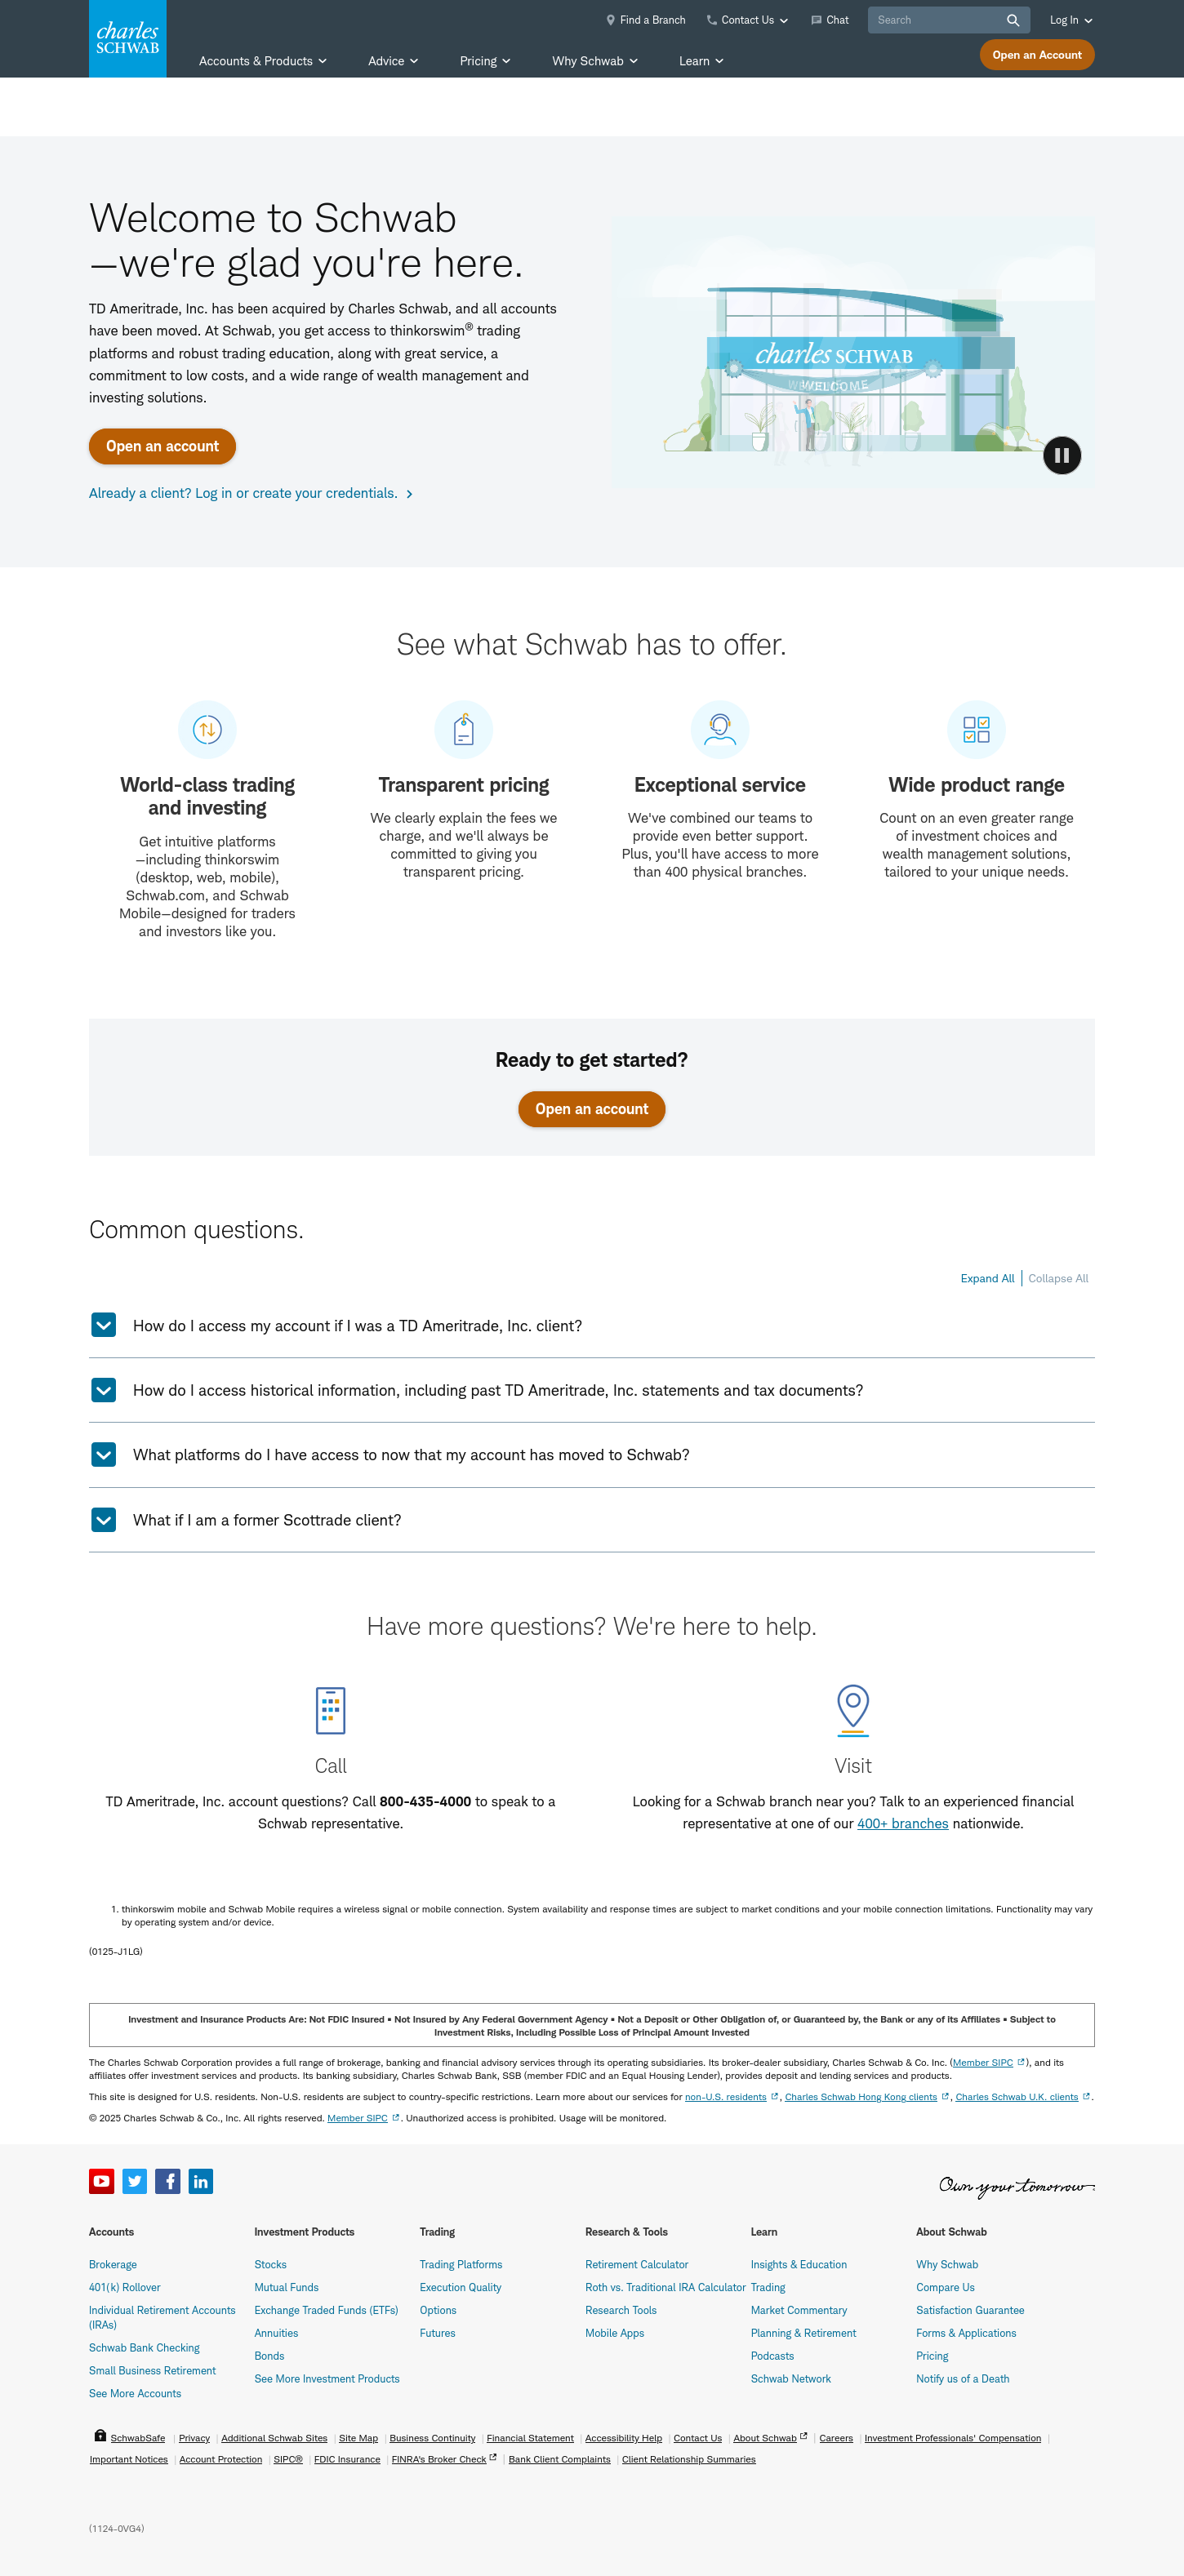 charles
SCHWAB
Find a Branch
Contact Us
Chat
Search
Log In
Accounts & Products
Advice
Pricing
Why Schwab
Learn
Open an Account
Welcome to Schwab
—we're glad you're here.
TD Ameritrade, Inc. has been acquired by Charles Schwab, and all accounts
have been moved. At Schwab, you get access to thinkorswim® trading
platforms and robust trading education, along with great service, a
commitment to low costs, and a wide range of wealth management and
investing solutions.
Open an account
Already a client? Log in or create your credentials.
charles SCHWAB
WELCOME
See what Schwab has to offer.
World-class trading
and investing
Get intuitive platforms
—including thinkorswim
(desktop, web, mobile),
Schwab.com, and Schwab
Mobile—designed for traders
and investors like you.
Transparent pricing
We clearly explain the fees we
charge, and we'll always be
committed to giving you
transparent pricing.
Exceptional service
We've combined our teams to
provide even better support.
Plus, you'll have access to more
than 400 physical branches.
Wide product range
Count on an even greater range
of investment choices and
wealth management solutions,
tailored to your unique needs.
Ready to get started?
Open an account
Common questions.
Expand All
Collapse All
How do I access my account if I was a TD Ameritrade, Inc. client?
How do I access historical information, including past TD Ameritrade, Inc. statements and tax documents?
What platforms do I have access to now that my account has moved to Schwab?
What if I am a former Scottrade client?
Have more questions? We're here to help.
Call
TD Ameritrade, Inc. account questions? Call 800-435-4000 to speak to a
Schwab representative.
Visit
Looking for a Schwab branch near you? Talk to an experienced financial
representative at one of our 400+ branches nationwide.
1. thinkorswim mobile and Schwab Mobile requires a wireless signal or mobile connection. System availability and response times are subject to market conditions and your mobile connection limitations. Functionality may vary
by operating system and/or device.
(0125-J1LG)
Investment and Insurance Products Are: Not FDIC Insured • Not Insured by Any Federal Government Agency • Not a Deposit or Other Obligation of, or Guaranteed by, the Bank or any of its Affiliates • Subject to
Investment Risks, Including Possible Loss of Principal Amount Invested
The Charles Schwab Corporation provides a full range of brokerage, banking and financial advisory services through its operating subsidiaries. Its broker-dealer subsidiary, Charles Schwab & Co. Inc. (Member SIPC), and its
affiliates offer investment services and products. Its banking subsidiary, Charles Schwab Bank, SSB (member FDIC and an Equal Housing Lender), provides deposit and lending services and products.
This site is designed for U.S. residents. Non-U.S. residents are subject to country-specific restrictions. Learn more about our services for non-U.S. residents, Charles Schwab Hong Kong clients, Charles Schwab U.K. clients.
© 2025 Charles Schwab & Co., Inc. All rights reserved. Member SIPC. Unauthorized access is prohibited. Usage will be monitored.
Own your tomorrow
Accounts
Brokerage
401(k) Rollover
Individual Retirement Accounts
(IRAs)
Schwab Bank Checking
Small Business Retirement
See More Accounts
Investment Products
Stocks
Mutual Funds
Exchange Traded Funds (ETFs)
Annuities
Bonds
See More Investment Products
Trading
Trading Platforms
Execution Quality
Options
Futures
Research & Tools
Retirement Calculator
Roth vs. Traditional IRA Calculator
Research Tools
Mobile Apps
Learn
Insights & Education
Trading
Market Commentary
Planning & Retirement
Podcasts
Schwab Network
About Schwab
Why Schwab
Compare Us
Satisfaction Guarantee
Forms & Applications
Pricing
Notify us of a Death
SchwabSafe | Privacy | Additional Schwab Sites | Site Map | Business Continuity | Financial Statement | Accessibility Help | Contact Us | About Schwab | Careers | Investment Professionals' Compensation |
Important Notices | Account Protection | SIPC® | FDIC Insurance | FINRA's Broker Check | Bank Client Complaints | Client Relationship Summaries
(1124-0VG4)